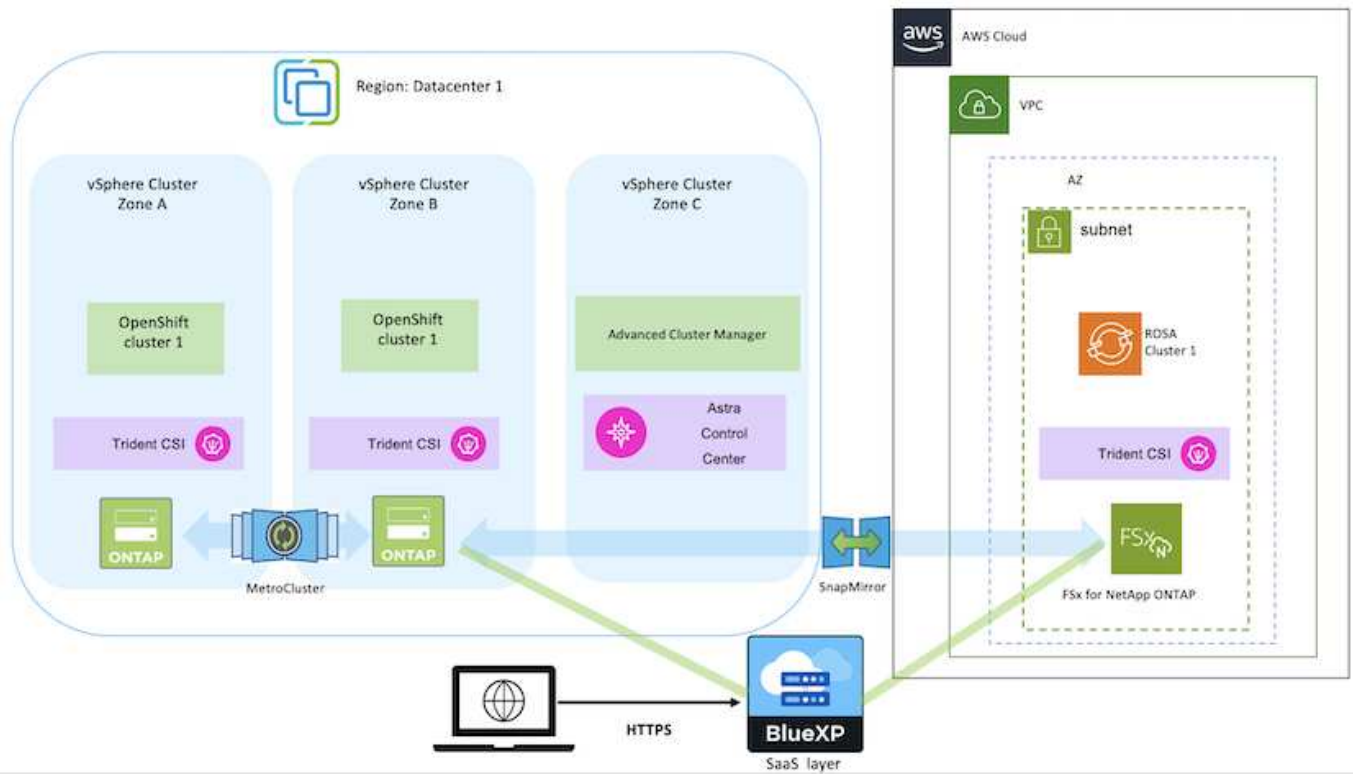 Region: Datacenter 1
vSphere Cluster
Zone A
OpenShift
cluster 1
Trident CSI
ONTAP
vSphere Cluster
Zone B
OpenShift
cluster 1
Trident CSI
ONTAP
MetroCluster
vSphere Cluster
Zone C
Advanced Cluster Manager
Astra
Control
Center
SnapMirror
aws
AWS Cloud
VPC
AZ
subnet
ROSA
Cluster 1
Trident CSI
FSx
N
FSx for NetApp ONTAP
HTTPS
BlueXP
SaaS layer